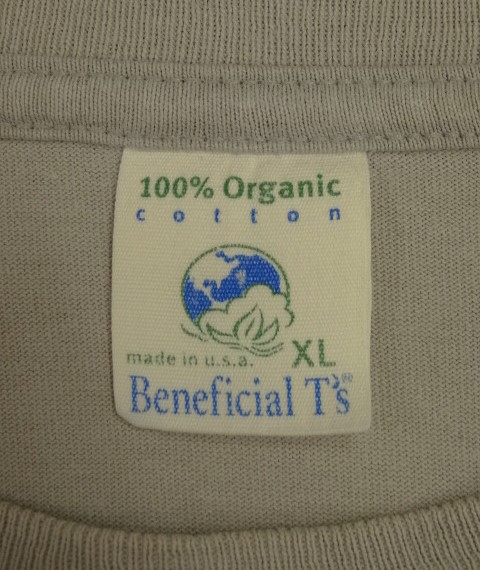 100% Organic
cotton
made in u.s.a. XL
Beneficial T's®